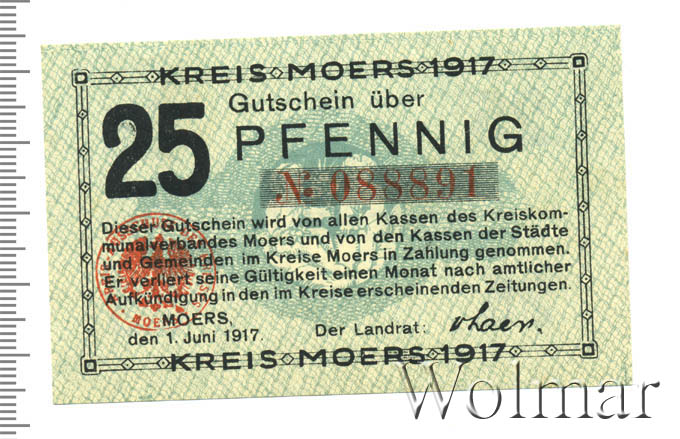 KREIS MOERS 1917
25
Gutschein über
PFENNIG
№ 088891
Dieser Gutschein wird von allen Kassen des Kreiskom-
munalverbandes Moers und von den Kassen der Städte
und Gemeinden im Kreise Moers in Zahlung genommen.
Er verliert seine Gültigkeit einen Monat nach amtlicher
Aufkündigung in den im Kreise erscheinenden Zeitungen.
MOERS,
den 1. Juni 1917.
Der Landrat:
MOERS
KREIS MOERS 1917
Wolmar